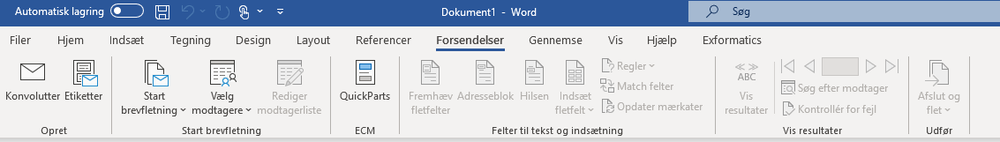 Automatisk lagring Dokument1 - Word Søg
Filer Hjem Indsæt Tegning Design Layout Referencer Forsendelser Gennemse Vis Hjælp Exformatics
Konvolutter Etiketter
Start brevfletning
Vælg modtagere
Rediger modtagerliste
QuickParts
Fremhæv fletfelter
Adresseblok
Hilsen
Indsæt fletfelt
Regler
Match felter
Opdater mærkater
ABC
Vis resultater
Søg efter modtager
Kontrollér for fejl
Afslut og flet
Opret Start brevfletning ECM Felter til tekst og indsætning Vis resultater Udfør